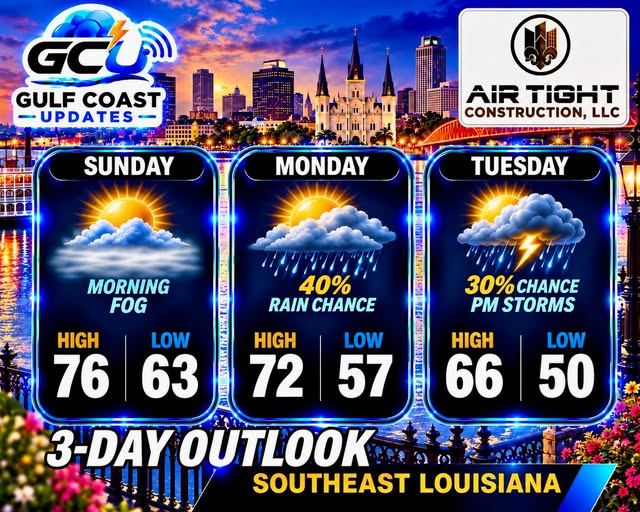 GCU
GULF COAST
UPDATES
AIR TIGHT
CONSTRUCTION, LLC
SUNDAY
MORNING
FOG
HIGH LOW
76 63
MONDAY
40%
RAIN CHANCE
HIGH LOW
72 57
TUESDAY
30% CHANCE
PM STORMS
HIGH LOW
66 50
3-DAY OUTLOOK
SOUTHEAST LOUISIANA